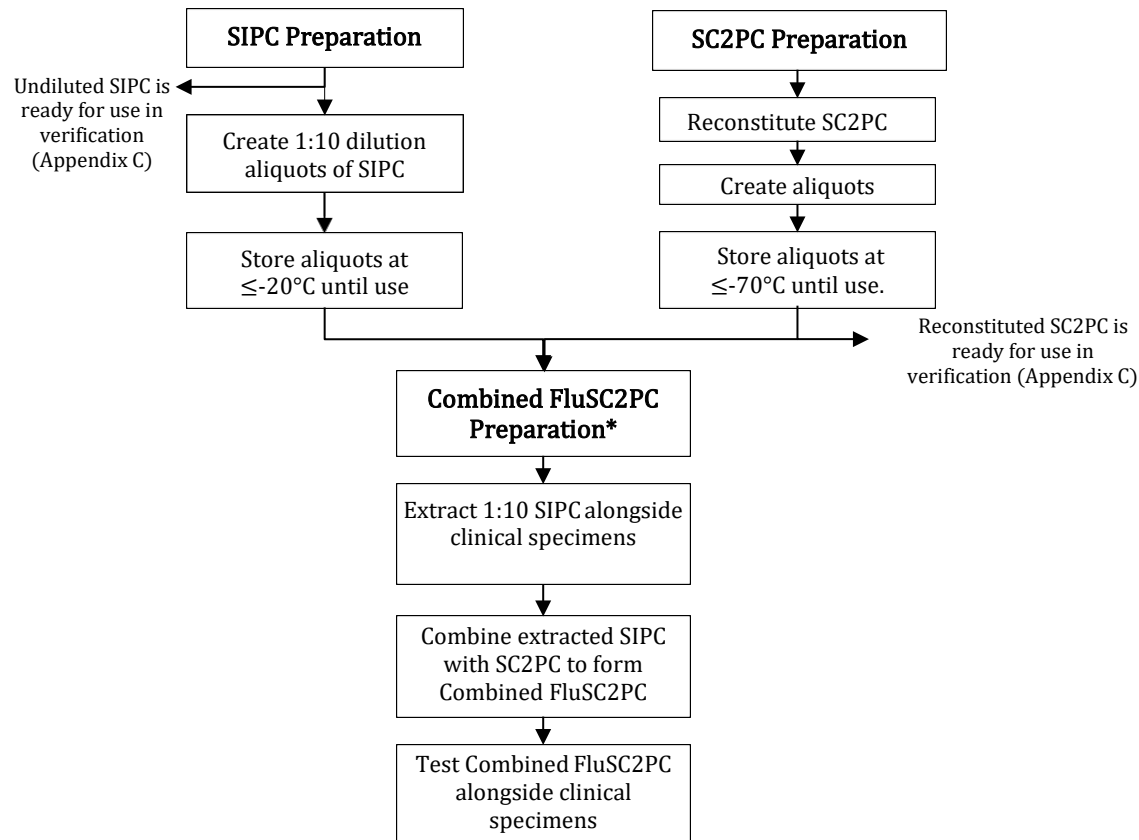 SIPC Preparation
Undiluted SIPC is
ready for use in
verification
(Appendix C)
Create 1:10 dilution
aliquots of SIPC
Store aliquots at
≤-20°C until use
SC2PC Preparation
Reconstitute SC2PC
Create aliquots
Store aliquots at
≤-70°C until use.
Reconstituted SC2PC is
ready for use in
verification (Appendix C)
Combined FluSC2PC
Preparation*
Extract 1:10 SIPC alongside
clinical specimens
Combine extracted SIPC
with SC2PC to form
Combined FluSC2PC
Test Combined FluSC2PC
alongside clinical
specimens